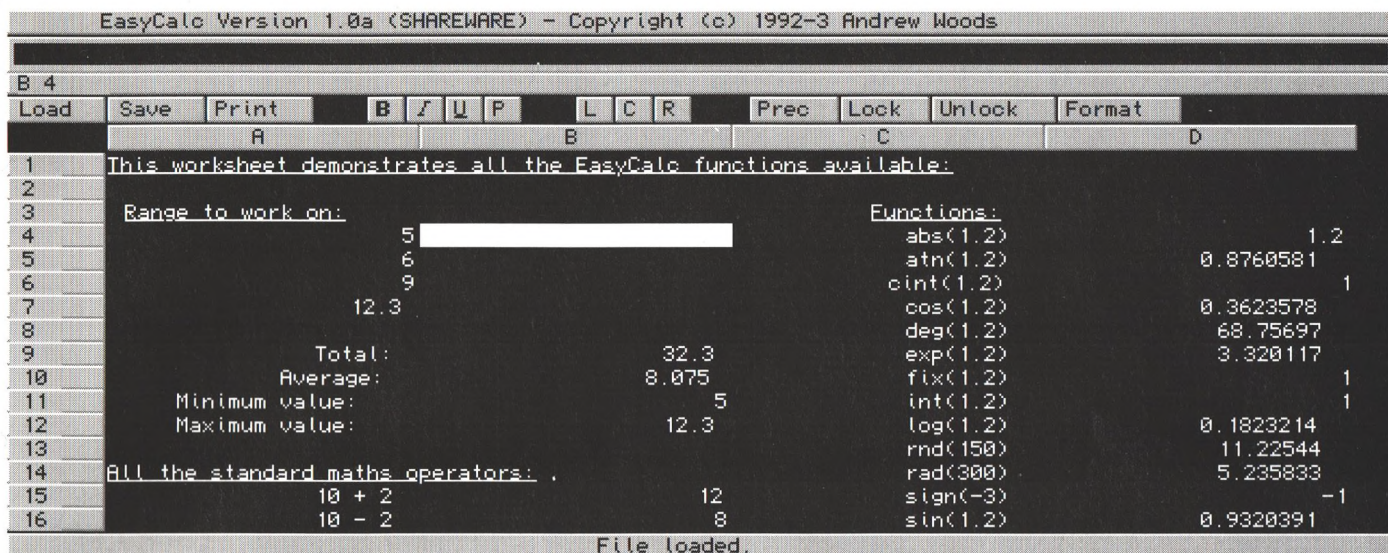 EasyCalc Version 1.0a (SHAREWARE) - Copyright (c) 1992-3 Andrew Woods
B 4
Load Save Print B I U P L C R Prec Lock Unlock Format
A B C D
1 This worksheet demonstrates all the EasyCalc functions available:
2
3 Range to work on: Functions:
4 5 abs(1.2) 1.2
5 6 atn(1.2) 0.8760581
6 9 cint(1.2) 1
7 12.3 cos(1.2) 0.3623578
8 deg(1.2) 68.75697
9 Total: 32.3 exp(1.2) 3.320117
10 Average: 8.075 fix(1.2) 1
11 Minimum value: 5 int(1.2) 1
12 Maximum value: 12.3 log(1.2) 0.1823214
13 rnd(150) 11.22544
14 All the standard maths operators: rad(300) 5.235833
15 10 + 2 12 sign(-3) -1
16 10 - 2 8 sin(1.2) 0.9320391
File loaded.